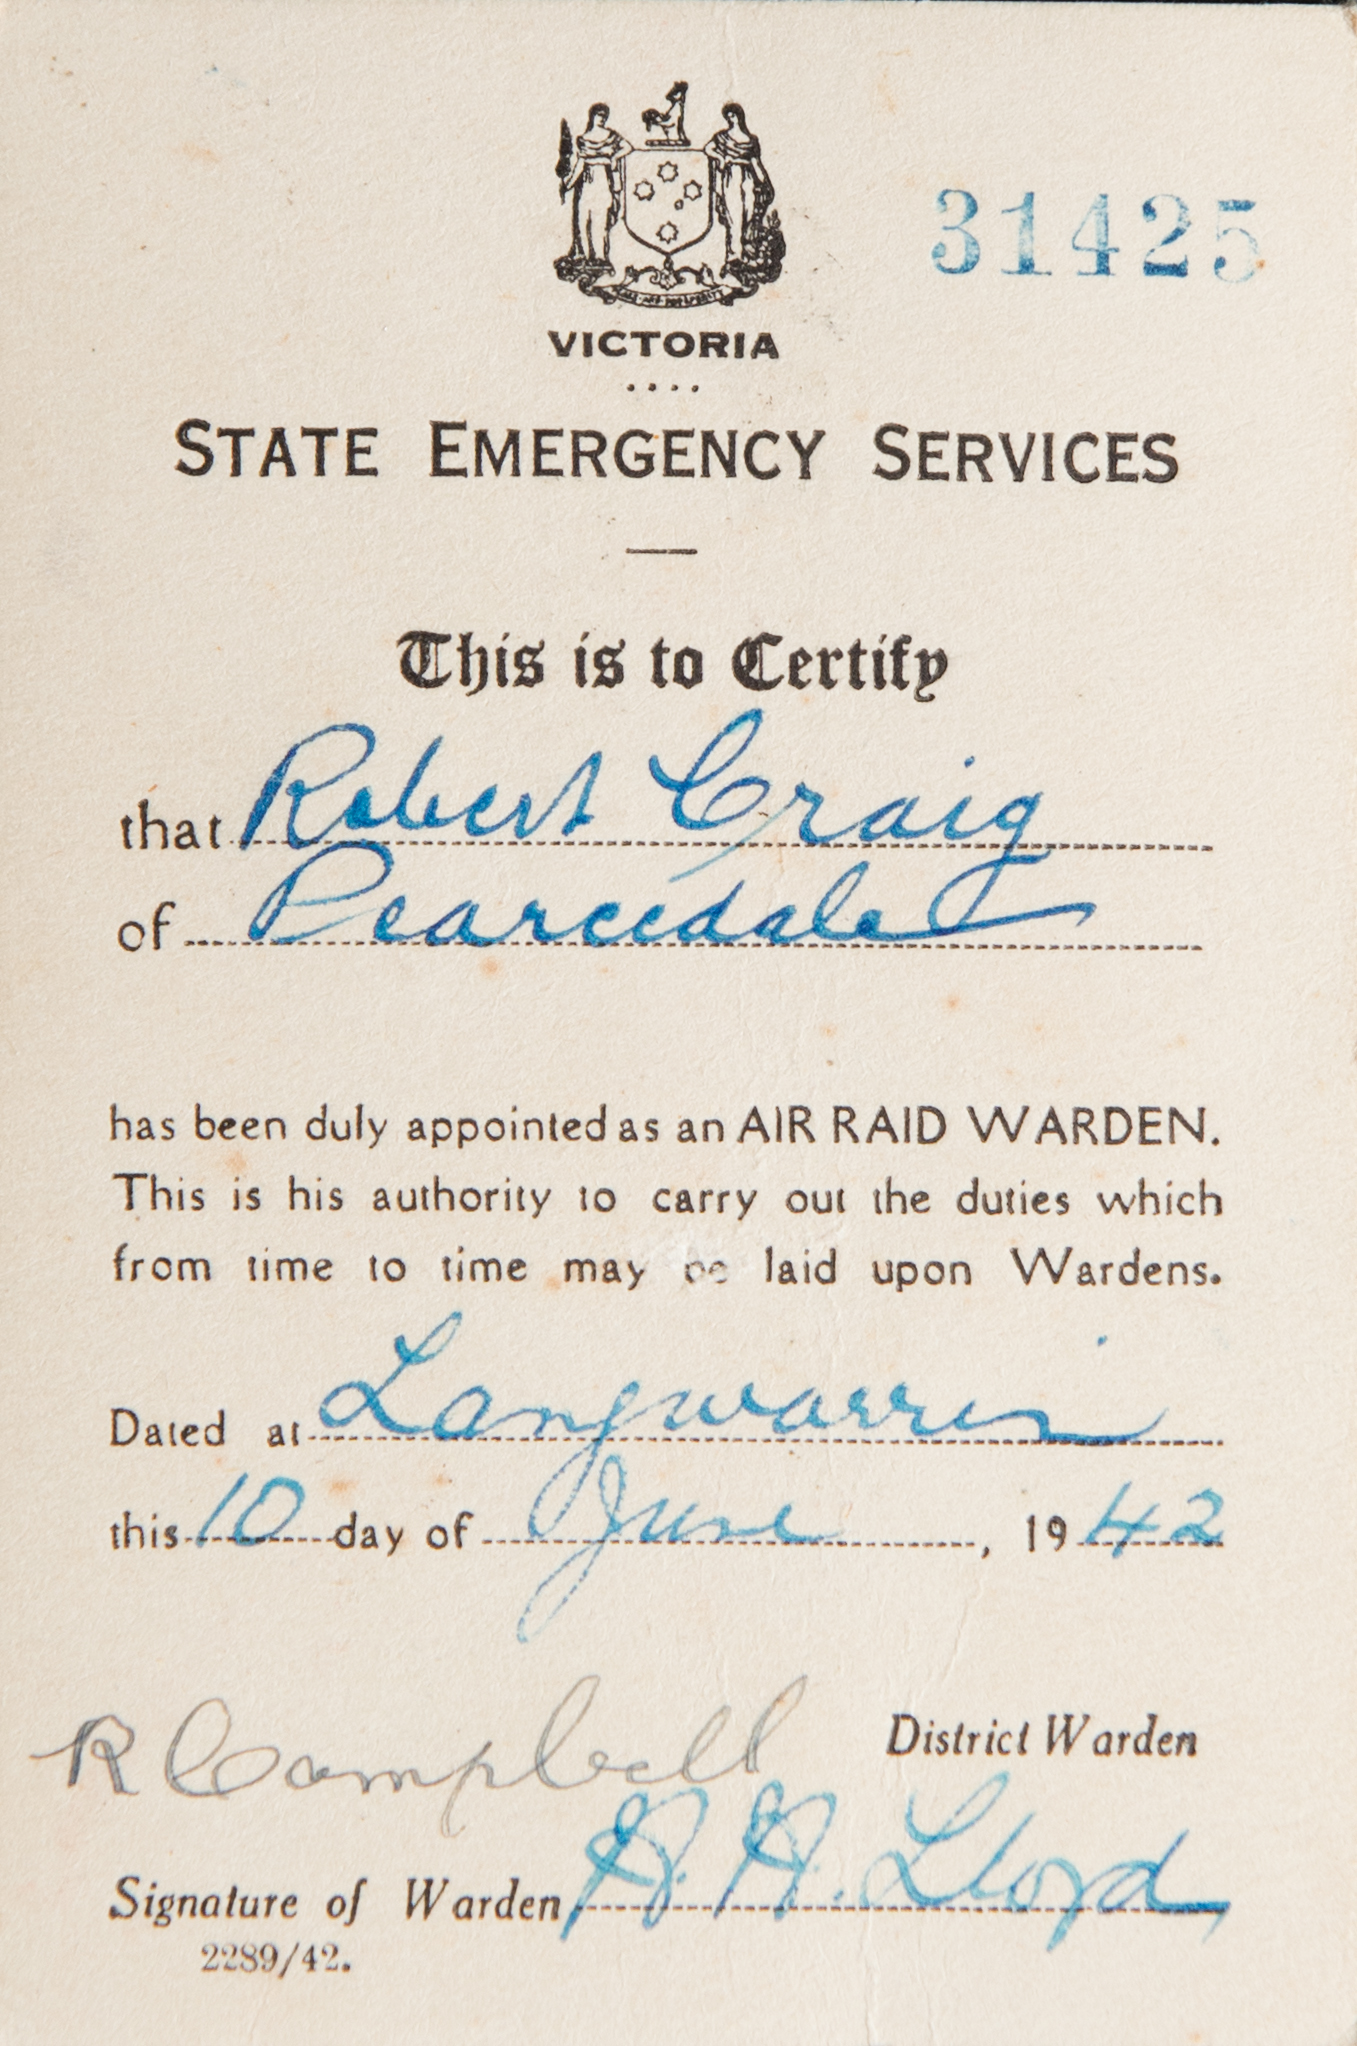 31425
VICTORIA
....
STATE EMERGENCY SERVICES
This is to Certify
that Robert Craig
of Pearcedale
has been duly appointed as an AIR RAID WARDEN.
This is his authority to carry out the duties which
from time to time may be laid upon Wardens.
Dated at Langwarrin
this 10 day of June, 1942
R Campbell District Warden
Signature of Warden A. A. Lloyd
2289/42.